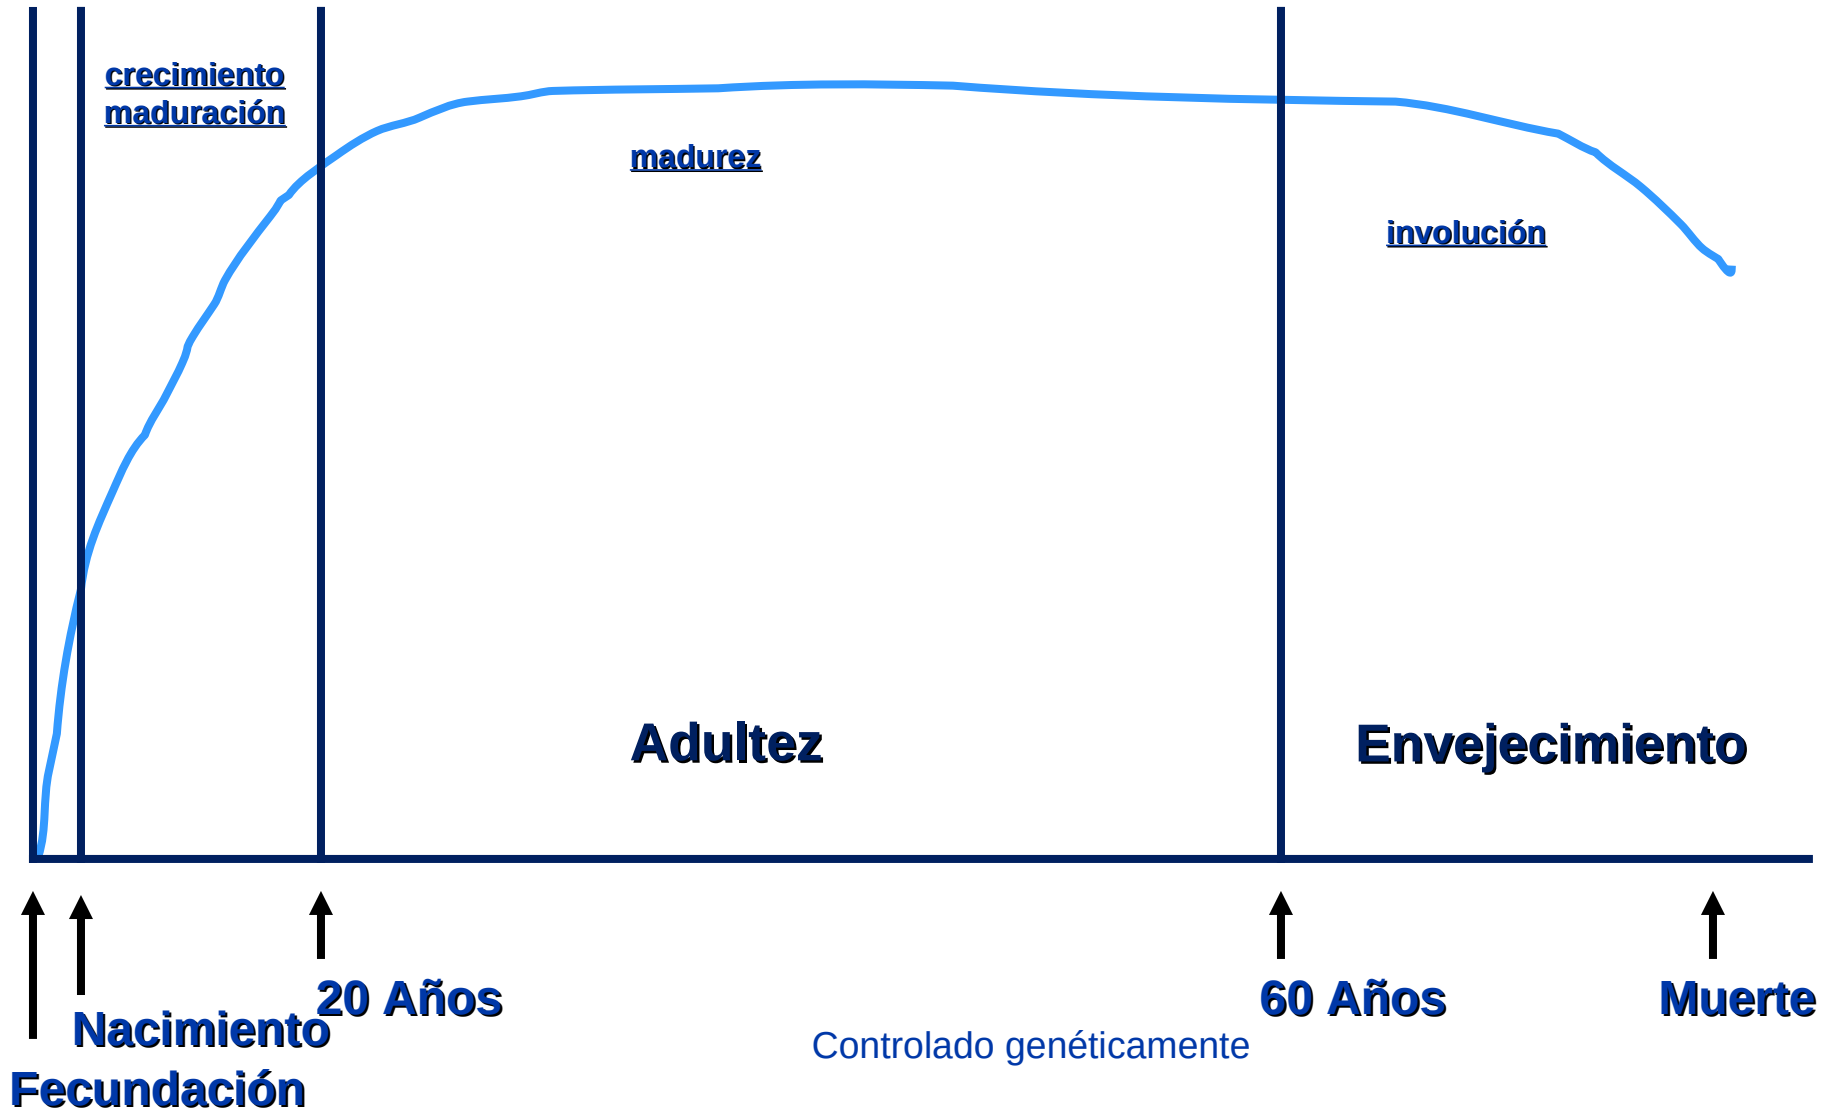 crecimiento
maduración
madurez
involución
Adultez
Envejecimiento
20 Años
60 Años
Muerte
Nacimiento
Controlado genéticamente
Fecundación